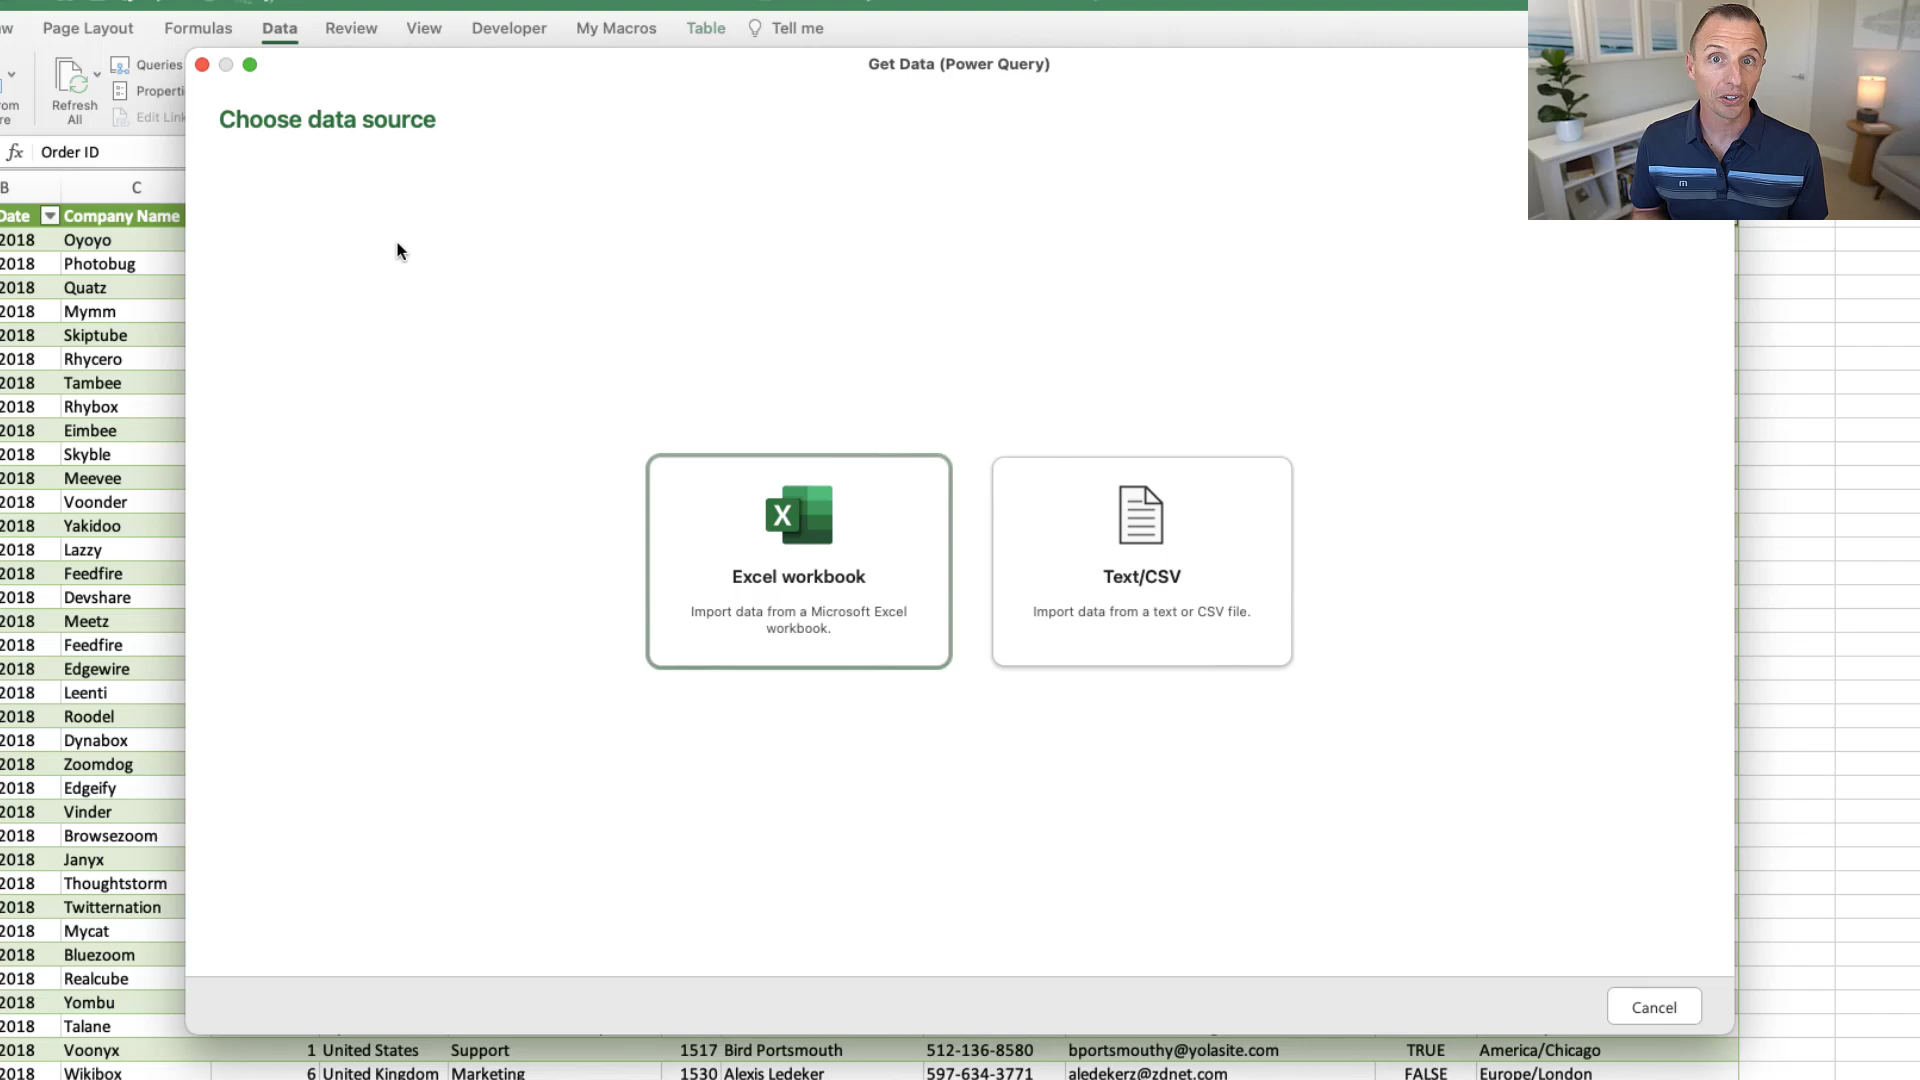 Page Layout Formulas Data Review View Developer My Macros Table Tell me
Queries
Refresh
All
Get Data (Power Query)
Choose data source
fx Order ID
B C
Date Company Name
2018 Oyoyo
2018 Photobug
2018 Quatz
2018 Mymm
2018 Skiptube
2018 Rhycero
2018 Tambee
2018 Rhybox
2018 Eimbee
2018 Skyble
2018 Meevee
2018 Voonder
2018 Yakidoo
2018 Lazzy
2018 Feedfire
2018 Devshare
2018 Meetz
2018 Feedfire
2018 Edgewire
2018 Leenti
2018 Roodel
2018 Dynabox
2018 Zoomdog
2018 Edgeify
2018 Vinder
2018 Browsezoom
2018 Janyx
2018 Thoughtstorm
2018 Twitternation
2018 Mycat
2018 Bluezoom
2018 Realcube
2018 Yombu
2018 Talane
X
Excel workbook
Import data from a Microsoft Excel
workbook.
Text/CSV
Import data from a text or CSV file.
Cancel
2018 Voonyx 1 United States Support 1517 Bird Portsmouth 512-136-8580 bportsmouthy@yolasite.com TRUE America/Chicago
2018 Wikibox 6 United Kingdom Marketing 1530 Alexis Ledeker 597-634-3771 aledekerz@zdnet.com FALSE Europe/London